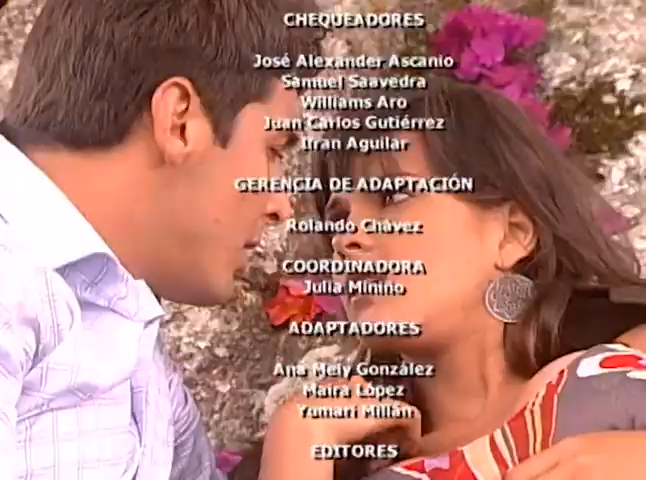 CHEQUEADORES
José Alexander Ascanio
Samuel Saavedra
Williams Aro
Juan Carlos Gutiérrez
Ifran Aguilar
GERENCIA DE ADAPTACIÓN
Rolando Chávez
COORDINADORA
Julia Minino
ADAPTADORES
Ana Mely González
Maira López
Yumari Millán
EDITORES